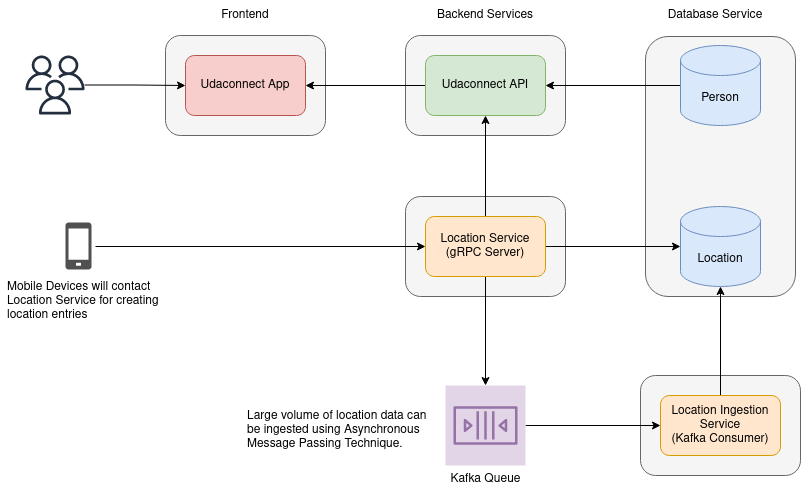 Frontend
Backend Services
Database Service
Udaconnect App
Udaconnect API
Person
Location Service
(gRPC Server)
Location
Mobile Devices will contact
Location Service for creating
location entries
Large volume of location data can
be ingested using Asynchronous
Message Passing Technique.
Kafka Queue
Location Ingestion
Service
(Kafka Consumer)